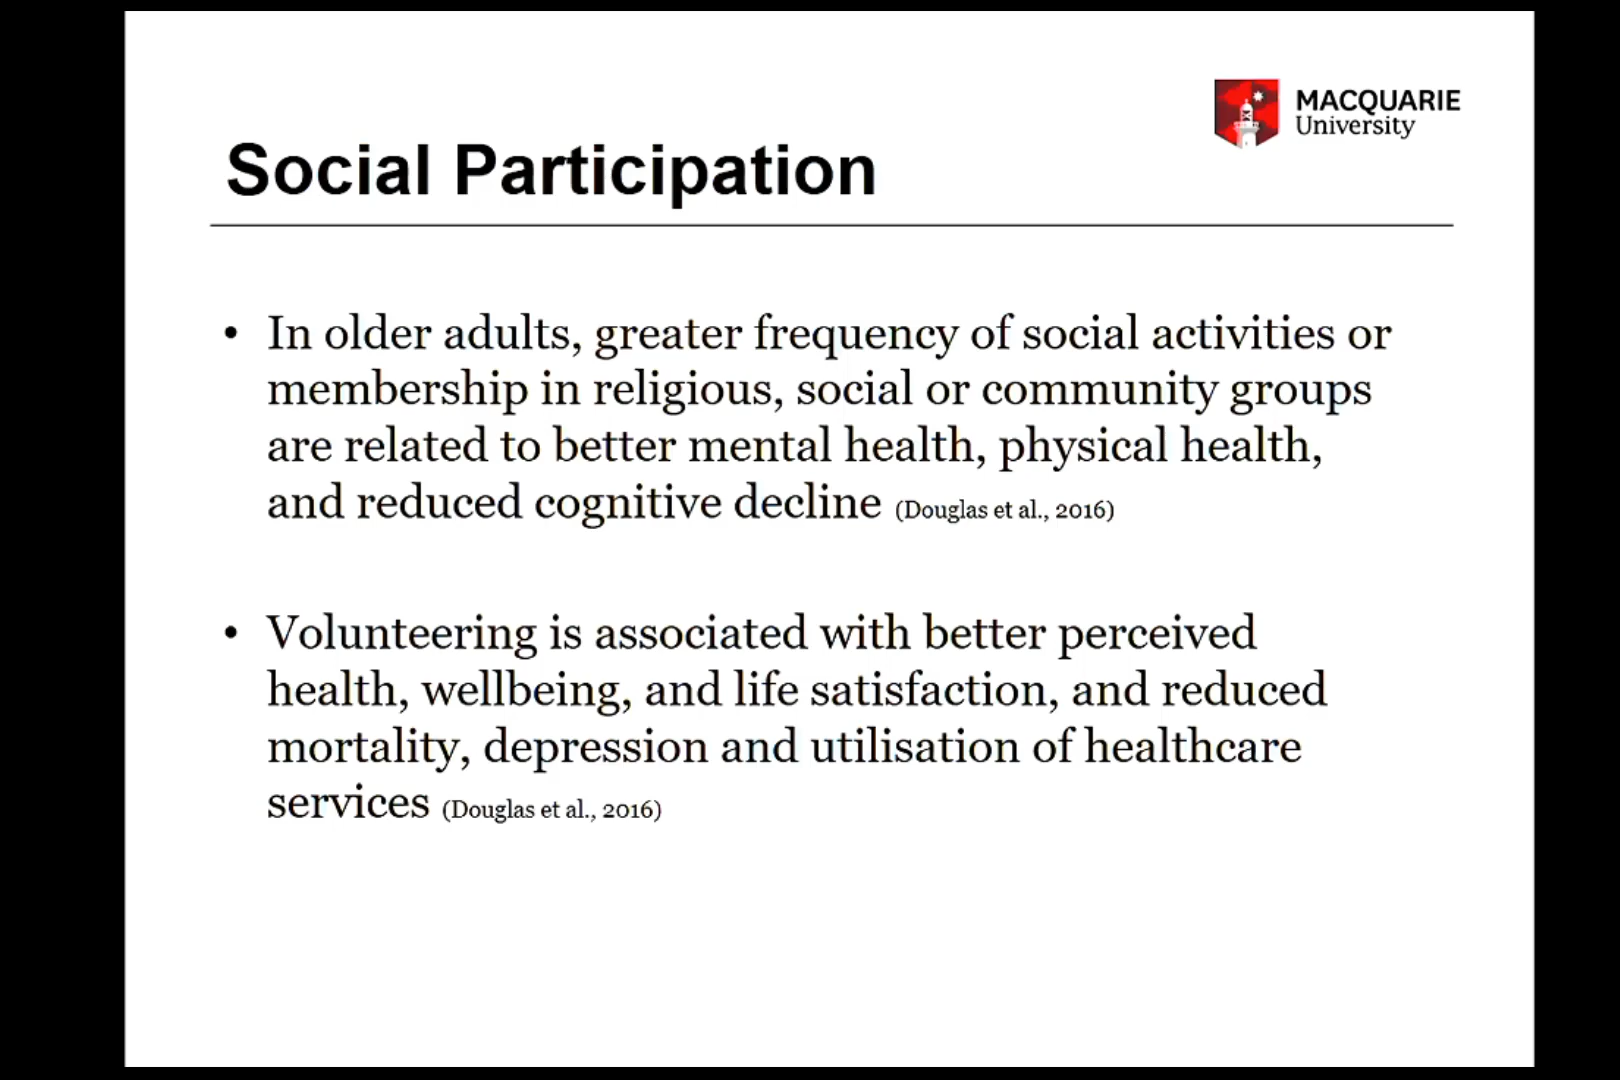 MACQUARIE
University
Social Participation
• In older adults, greater frequency of social activities or
membership in religious, social or community groups
are related to better mental health, physical health,
and reduced cognitive decline (Douglas et al., 2016)
• Volunteering is associated with better perceived
health, wellbeing, and life satisfaction, and reduced
mortality, depression and utilisation of healthcare
services (Douglas et al., 2016)